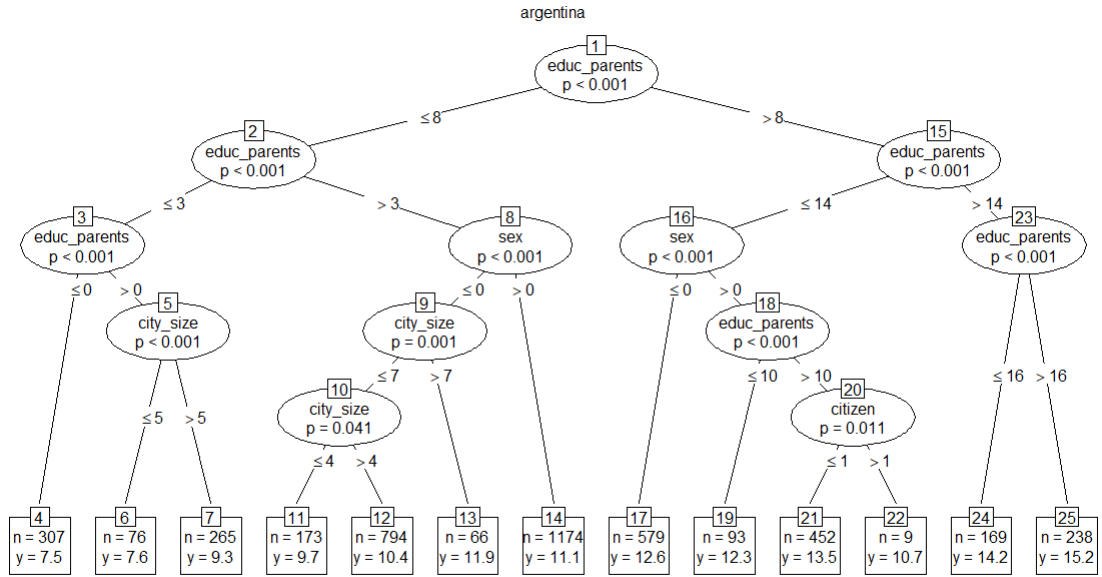 argentina
1
educ_parents
p < 0.001
≤ 8
> 8
2
educ_parents
p < 0.001
15
educ_parents
p < 0.001
≤ 3
> 3
≤ 14
> 14
3
educ_parents
p < 0.001
8
sex
p < 0.001
16
sex
p < 0.001
23
educ_parents
p < 0.001
≤ 0
> 0
≤ 0
> 0
≤ 0
> 0
5
city_size
p < 0.001
9
city_size
p = 0.001
18
educ_parents
p < 0.001
≤ 7
> 7
≤ 10
> 10
≤ 16
> 16
10
city_size
p = 0.041
20
citizen
p = 0.011
≤ 5
> 5
≤ 4
> 4
≤ 1
> 1
4
n = 307
y = 7.5
6
n = 76
y = 7.6
7
n = 265
y = 9.3
11
n = 173
y = 9.7
12
n = 794
y = 10.4
13
n = 66
y = 11.9
14
n = 1174
y = 11.1
17
n = 579
y = 12.6
19
n = 93
y = 12.3
21
n = 452
y = 13.5
22
n = 9
y = 10.7
24
n = 169
y = 14.2
25
n = 238
y = 15.2